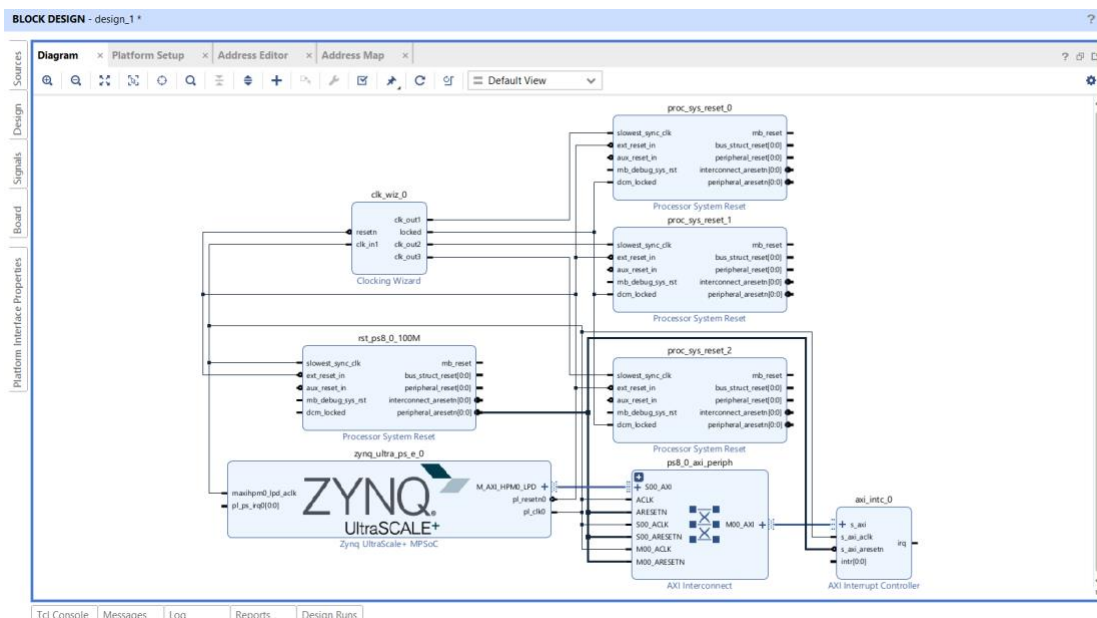 BLOCK DESIGN - design_1 *
?
Diagram × Platform Setup × Address Editor × Address Map ×
Default View
Sources
Design
Signals
Board
Platform Interface Properties
proc_sys_reset_0
slowest_sync_clk mb_reset
ext_reset_in bus_struct_reset[0:0]
aux_reset_in peripheral_reset[0:0]
mb_debug_sys_rst interconnect_aresetn[0:0]
dcm_locked peripheral_aresetn[0:0]
Processor System Reset
clk_wiz_0
clk_out1
resetn locked
clk_in1 clk_out2
clk_out3
Clocking Wizard
proc_sys_reset_1
slowest_sync_clk mb_reset
ext_reset_in bus_struct_reset[0:0]
aux_reset_in peripheral_reset[0:0]
mb_debug_sys_rst interconnect_aresetn[0:0]
dcm_locked peripheral_aresetn[0:0]
Processor System Reset
rst_ps8_0_100M
slowest_sync_clk mb_reset
ext_reset_in bus_struct_reset[0:0]
aux_reset_in peripheral_reset[0:0]
mb_debug_sys_rst interconnect_aresetn[0:0]
dcm_locked peripheral_aresetn[0:0]
Processor System Reset
proc_sys_reset_2
slowest_sync_clk mb_reset
ext_reset_in bus_struct_reset[0:0]
aux_reset_in peripheral_reset[0:0]
mb_debug_sys_rst interconnect_aresetn[0:0]
dcm_locked peripheral_aresetn[0:0]
Processor System Reset
zynq_ultra_ps_e_0
M_AXI_HPM0_LPD
maxihpm0_lpd_aclk pl_resetn0
pl_ps_irq0[0:0] pl_clk0
ZYNQ
UltraSCALE+
Zynq UltraScale+ MPSoC
ps8_0_axi_periph
S00_AXI
ACLK
ARESETN
S00_ACLK M00_AXI
S00_ARESETN
M00_ACLK
M00_ARESETN
AXI Interconnect
axi_intc_0
s_axi
s_axi_aclk
s_axi_aresetn irq
intr[0:0]
AXI Interrupt Controller
Tcl Console Messages Log Reports Design Runs